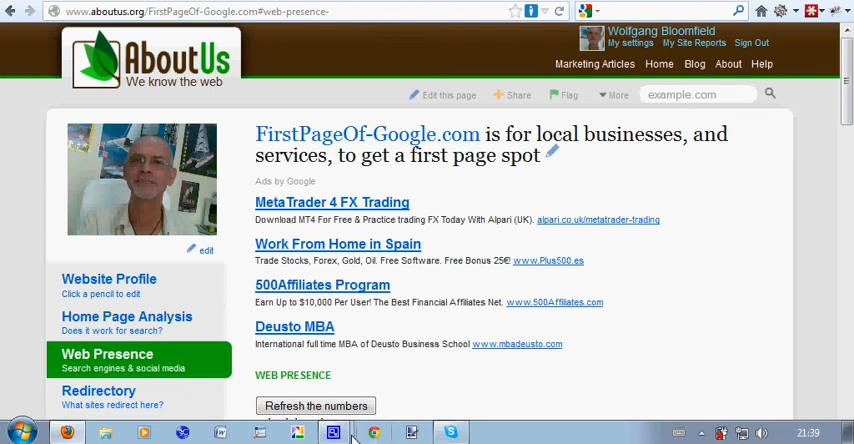 www.aboutus.org/FirstPageOf-Google.com#web-presence-
Wolfgang Bloomfield
My settings My Site Reports Sign Out
AboutUs
We know the web
Marketing Articles Home Blog About Help
Edit this page Share Flag More example.com
FirstPageOf-Google.com is for local businesses, and
services, to get a first page spot
Ads by Google
MetaTrader 4 FX Trading
Download MT4 For Free & Practice trading FX Today With Alpari (UK). alpari.co.uk/metatrader-trading
Work From Home in Spain
Trade Stocks, Forex, Gold, Oil. Free Software. Free Bonus 25€! www.Plus500.es
500Affiliates Program
Earn Up to $10,000 Per User! The Best Financial Affiliates Net. www.500Affiliates.com
Deusto MBA
International full time MBA of Deusto Business School www.mbadeusto.com
WEB PRESENCE
Refresh the numbers
edit
Website Profile
Click a pencil to edit
Home Page Analysis
Does it work for search?
Web Presence
Search engines & social media
Redirectory
What sites redirect here?
21:39